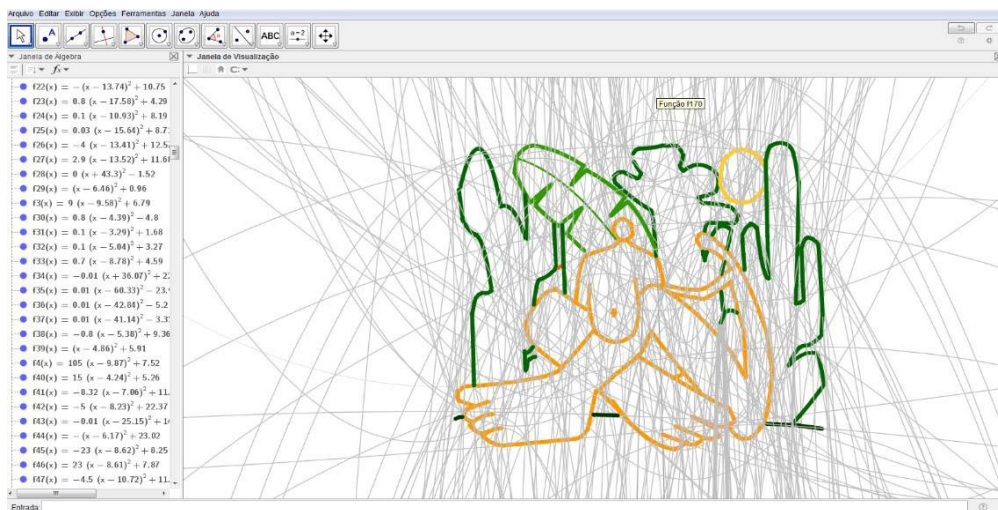 Arquivo Editar Exibir Opções Ferramentas Janela Ajuda
A
ABC
a=2
Janela de Álgebra
Janela de Visualização
f22(x) = − (x − 13.74)² + 10.75
f23(x) = 0.8 (x − 17.58)² + 4.29
f24(x) = 0.1 (x − 10.93)² + 8.19
f25(x) = 0.03 (x − 15.64)² + 8.7
f26(x) = −4 (x − 13.41)² + 12.5
f27(x) = 2.9 (x − 13.52)² + 11.6
f28(x) = 0 (x + 43.3)² − 1.52
f29(x) = (x − 6.46)² + 0.96
f3(x) = 9 (x − 9.58)² + 6.79
f30(x) = 0.8 (x − 4.39)² − 4.8
f31(x) = 0.1 (x − 3.29)² + 1.68
f32(x) = 0.1 (x − 5.04)² + 3.27
f33(x) = 0.7 (x − 8.78)² + 4.59
f34(x) = −0.01 (x + 36.07)² + 2
f35(x) = 0.01 (x − 60.33)² − 23.
f36(x) = 0.01 (x − 42.84)² − 5.2
f37(x) = 0.01 (x − 41.14)² − 3.3
f38(x) = −0.8 (x − 5.38)² + 9.36
f39(x) = (x − 4.86)² + 5.91
f4(x) = 105 (x − 9.87)² + 7.52
f40(x) = 15 (x − 4.24)² + 5.26
f41(x) = −8.32 (x − 7.06)² + 11.
f42(x) = −5 (x − 8.23)² + 22.37
f43(x) = −0.01 (x − 25.15)² + 1
f44(x) = − (x − 6.17)² + 23.02
f45(x) = −23 (x − 8.62)² + 8.25
f46(x) = 23 (x − 8.61)² + 7.87
f47(x) = −4.5 (x − 10.72)² + 11.
Função f170
Entrada